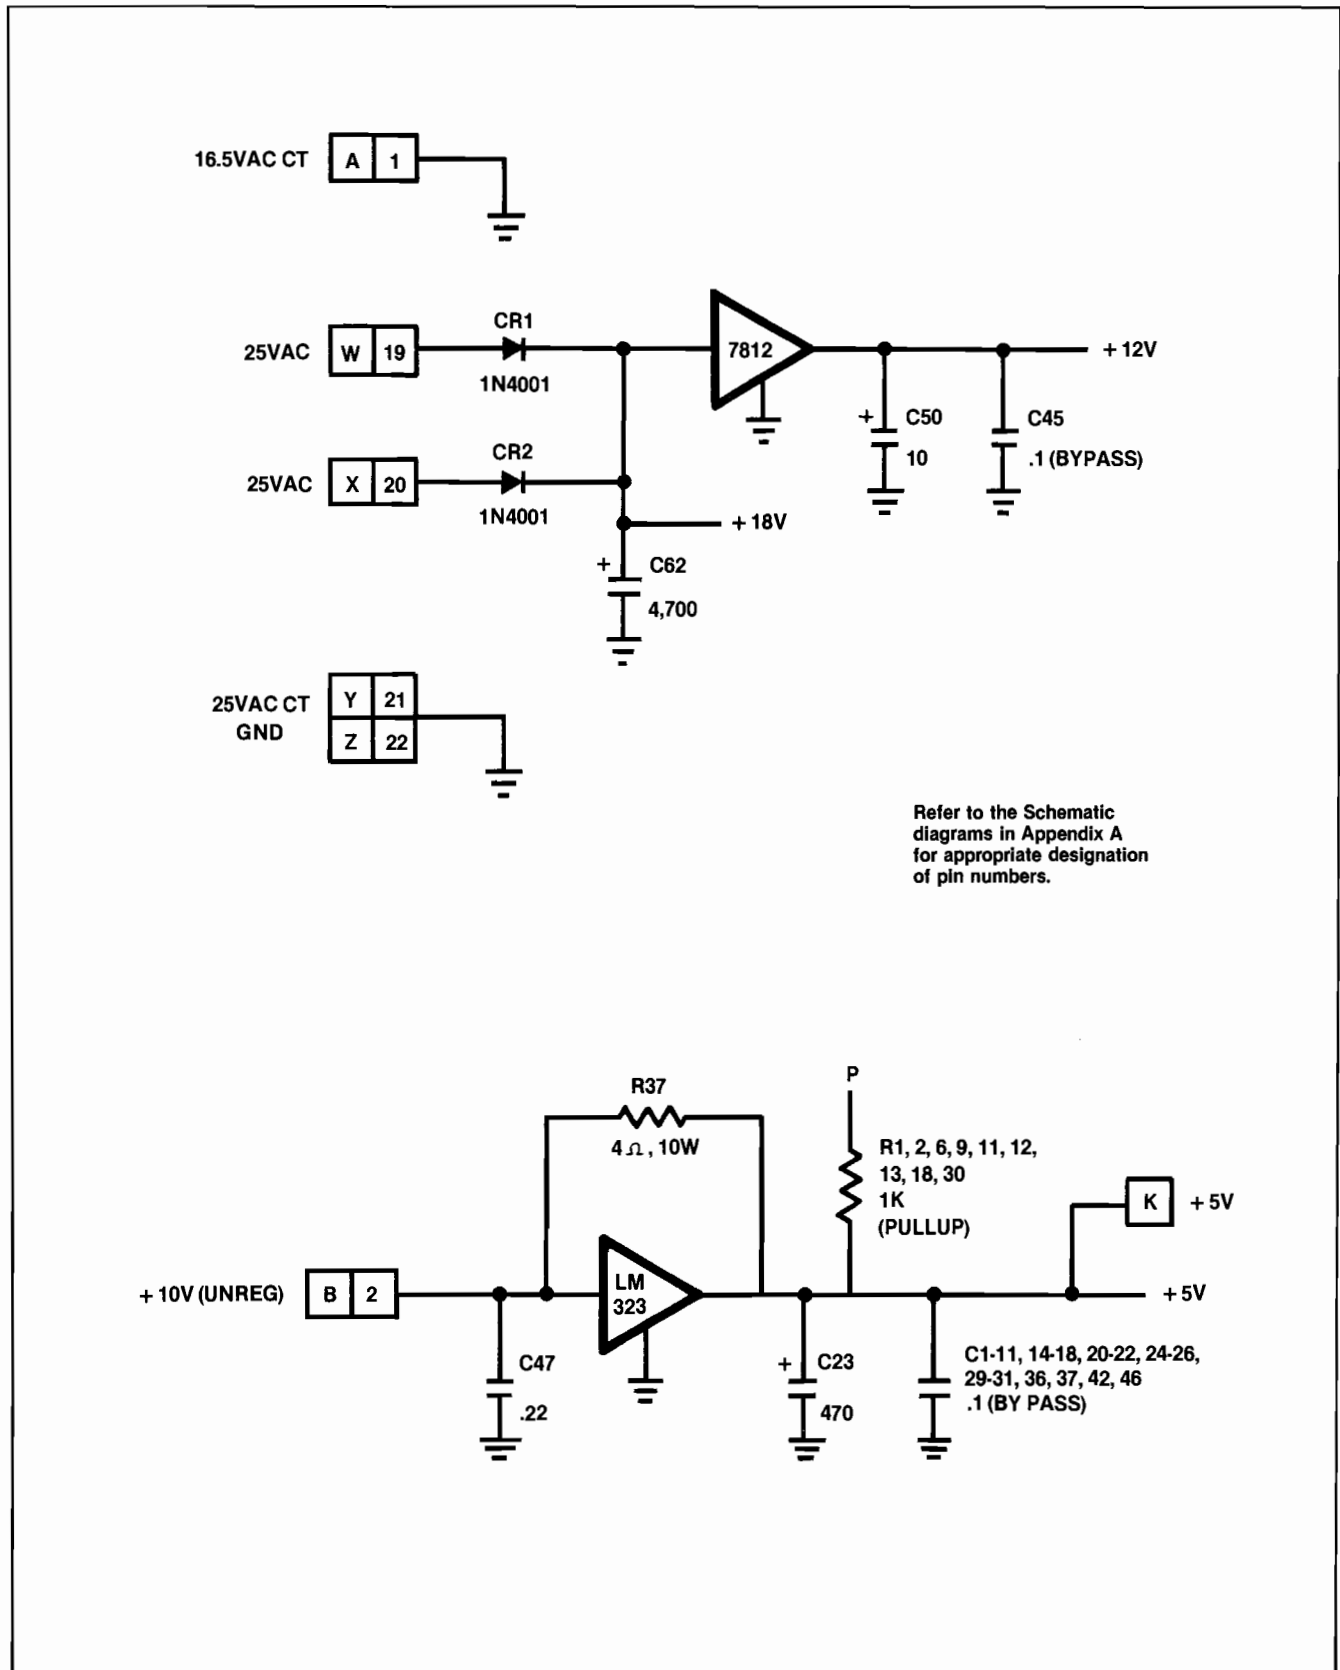 16.5VAC CT A 1
CR1
25VAC W 19
1N4001
7812
+ 12V
+ C50
10
C45
.1 (BYPASS)
CR2
25VAC X 20
1N4001
+ 18V
+ C62
4,700
25VAC CT
GND
Y 21
Z 22
Refer to the Schematic
diagrams in Appendix A
for appropriate designation
of pin numbers.
R37
4 Ω, 10W
P
R1, 2, 6, 9, 11, 12,
13, 18, 30
1K
(PULLUP)
K + 5V
+ 10V (UNREG) B 2
LM
323
+ 5V
C47
.22
+ C23
470
C1-11, 14-18, 20-22, 24-26,
29-31, 36, 37, 42, 46
.1 (BY PASS)